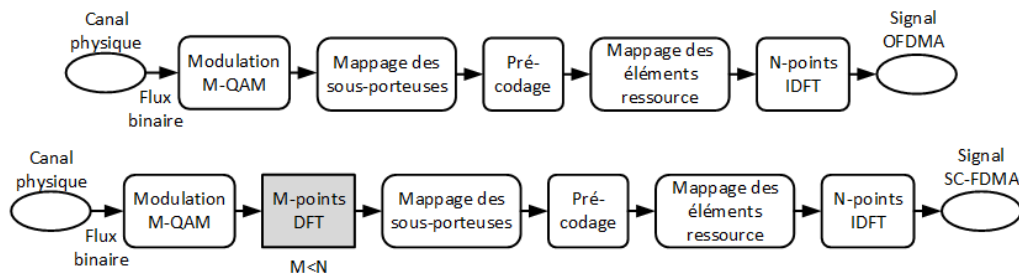 Canal
physique
Flux
binaire
Modulation
M-QAM
Mappage des
sous-porteuses
Pré-
codage
Mappage des
éléments
ressource
N-points
IDFT
Signal
OFDMA
Canal
physique
Flux
binaire
Modulation
M-QAM
M-points
DFT
M<N
Mappage des
sous-porteuses
Pré-
codage
Mappage des
éléments
ressource
N-points
IDFT
Signal
SC-FDMA